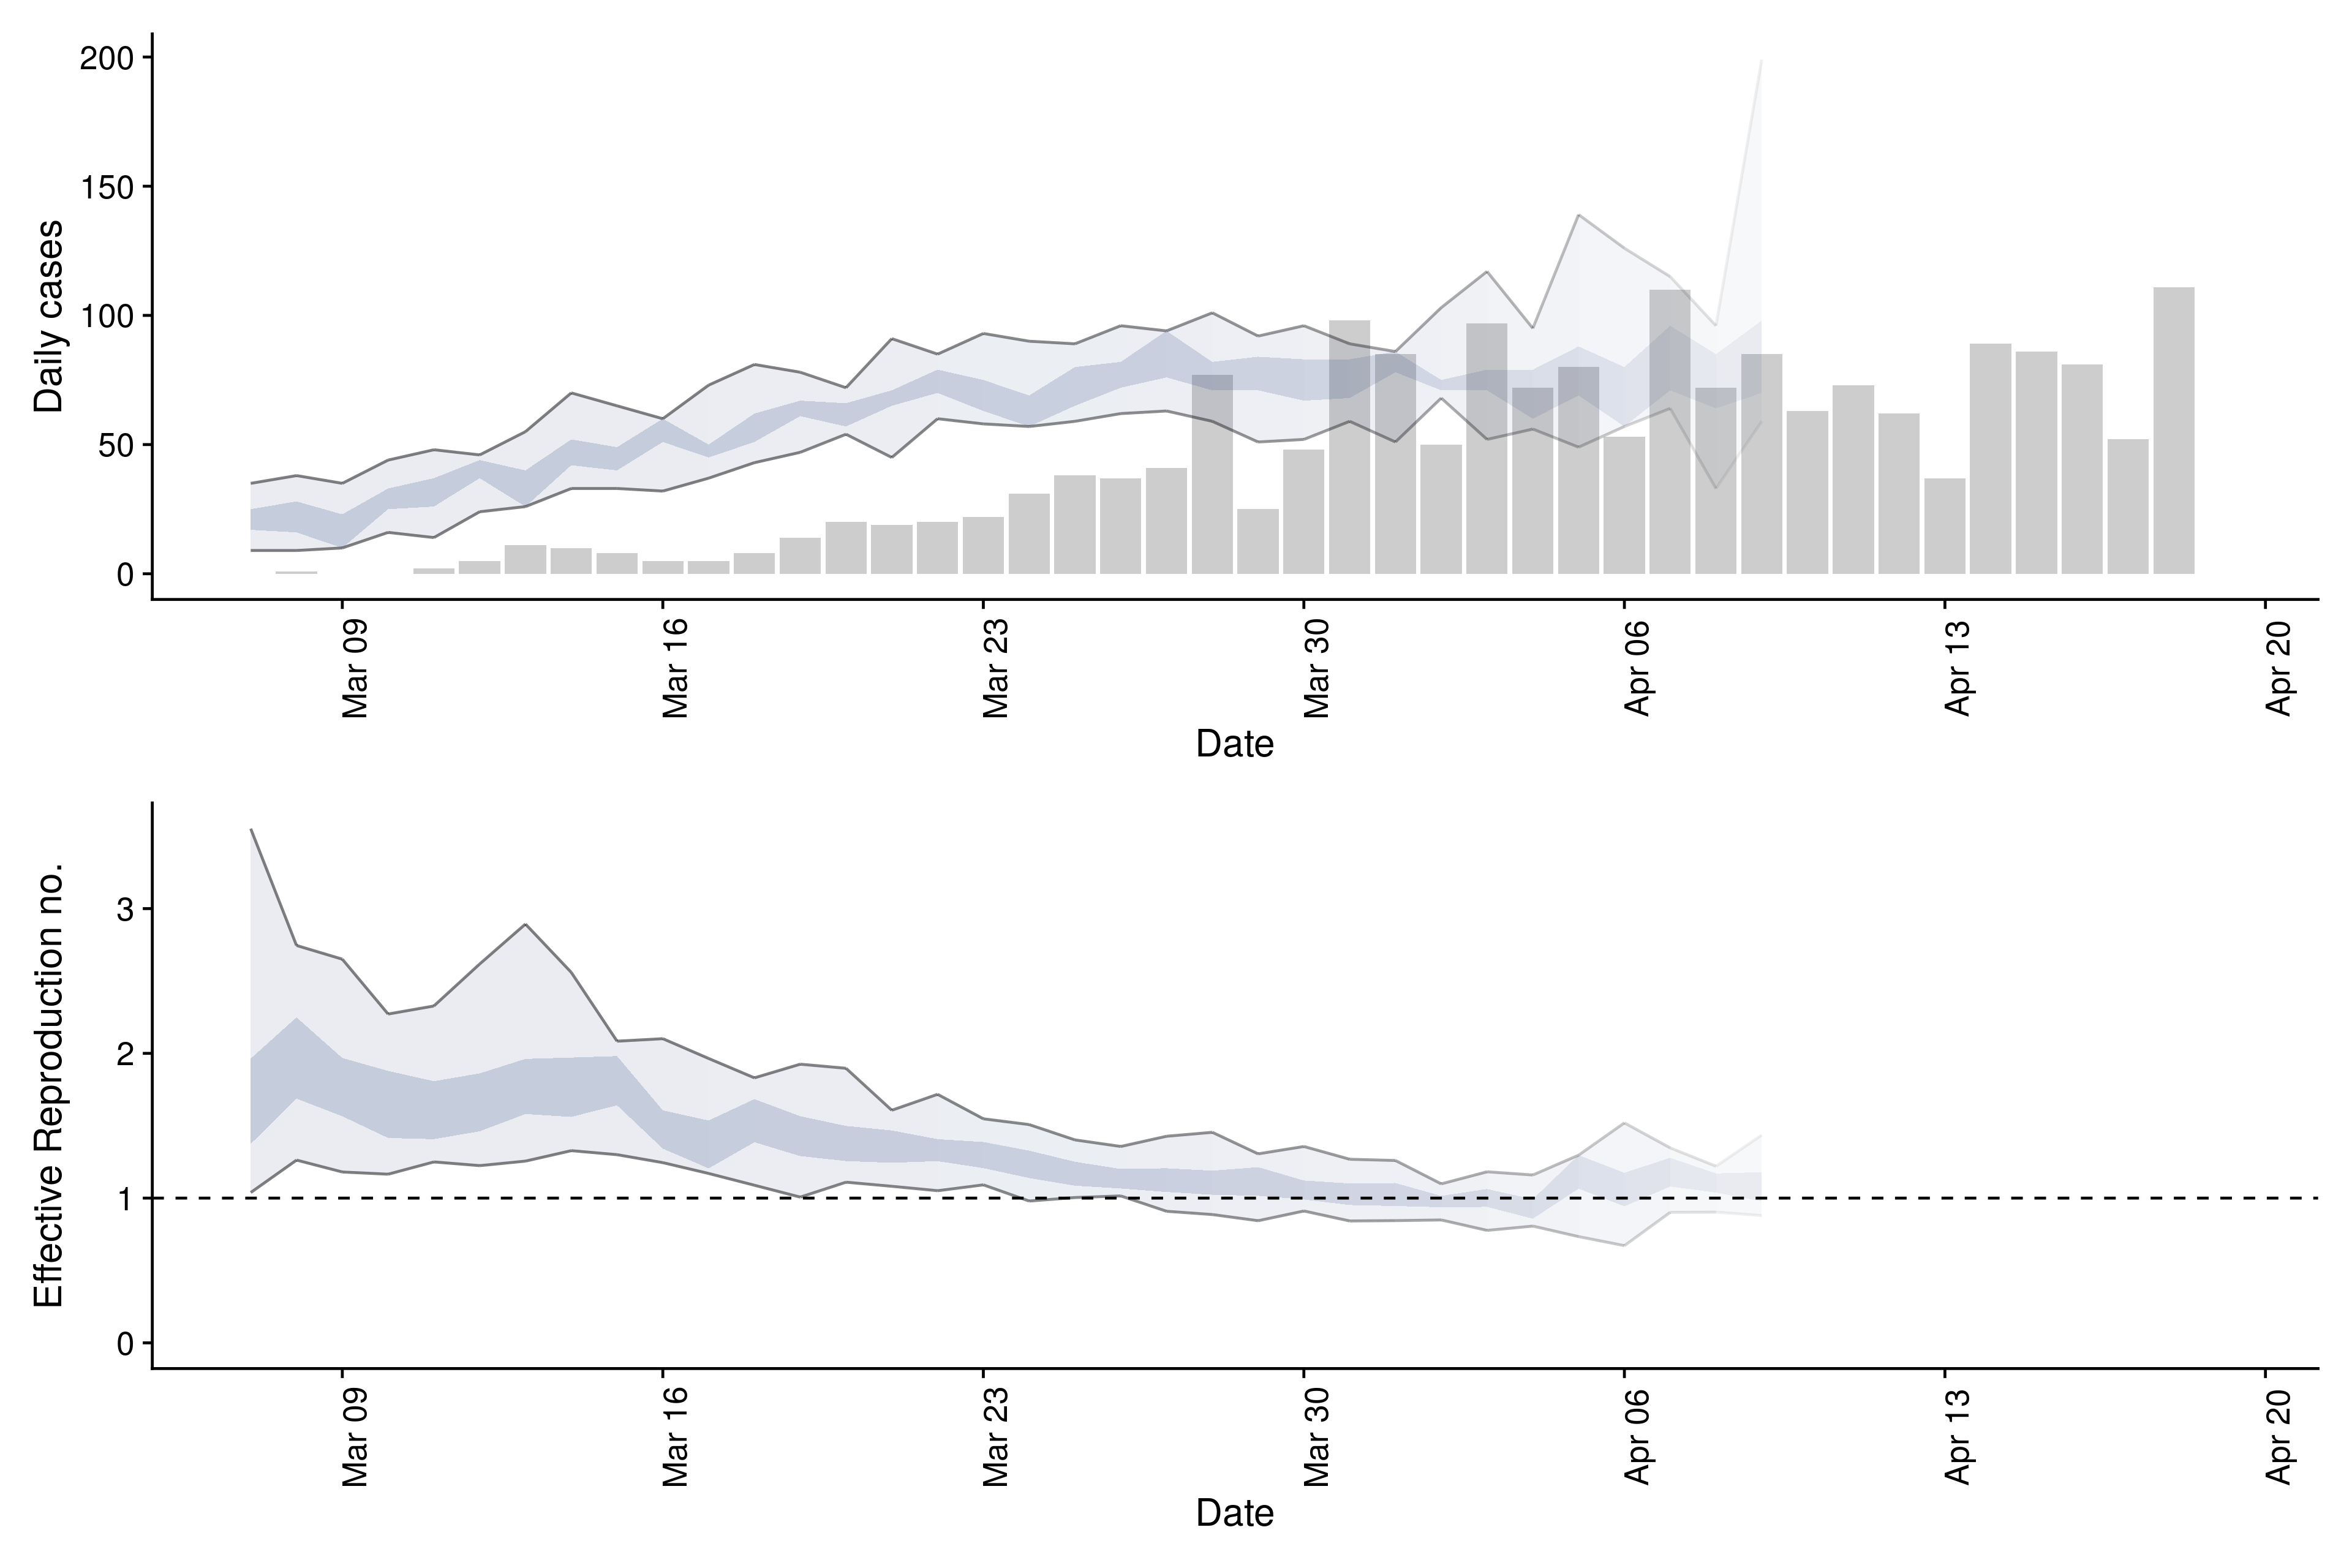 200
150
100
50
0
Daily cases
Mar 09
Mar 16
Mar 23
Mar 30
Apr 06
Apr 13
Apr 20
Date
3
2
1
0
Effective Reproduction no.
Mar 09
Mar 16
Mar 23
Mar 30
Apr 06
Apr 13
Apr 20
Date